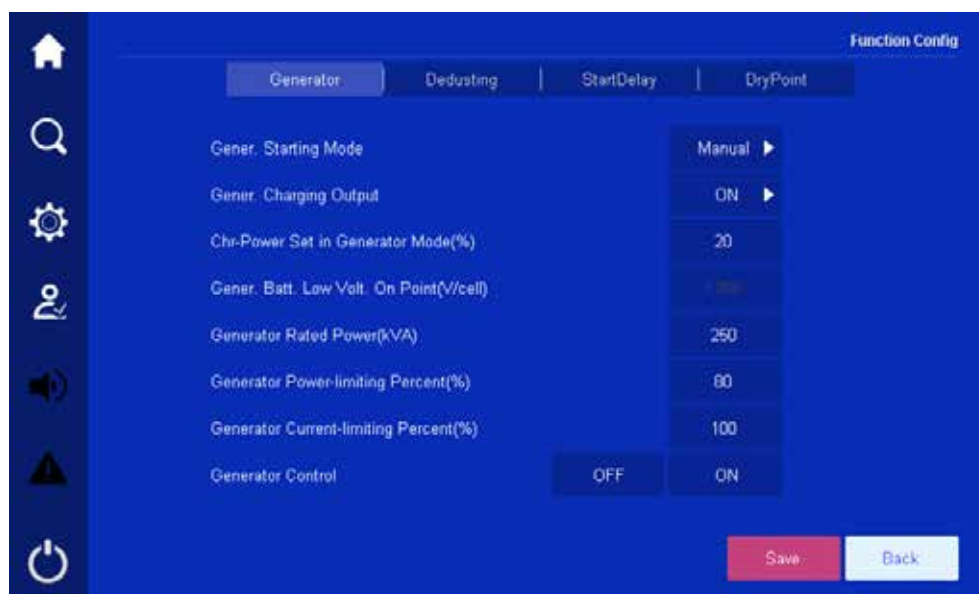 Function Config
Generator Dedusting StartDelay DryPoint
Gener. Starting Mode Manual
Gener. Charging Output ON
Chr-Power Set in Generator Mode(%) 20
Gener. Batt. Low Volt. On Point(V/cell)
Generator Rated Power(kVA) 250
Generator Power-limiting Percent(%) 80
Generator Current-limiting Percent(%) 100
Generator Control OFF ON
Save Back